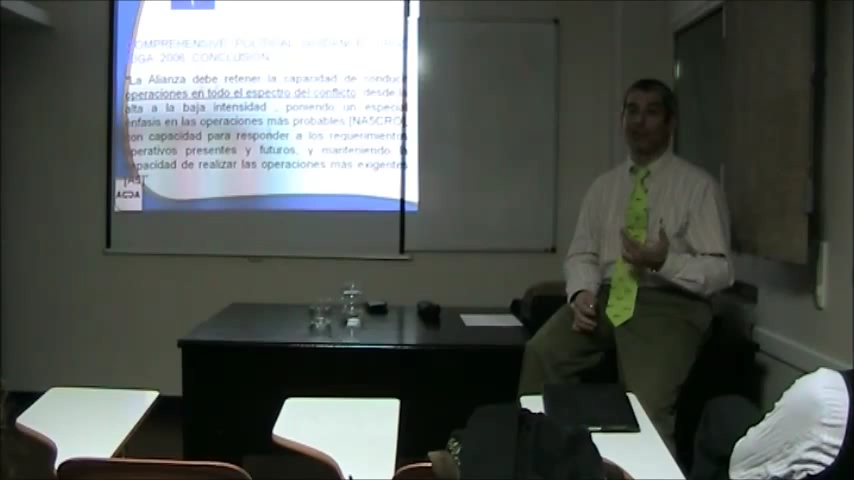 COMPREHENSIVE POLITICAL GUIDANCE
RIGA 2006. CONCLUSION
"La Alianza debe retener la capacidad de conducir
operaciones en todo el espectro del conflicto, desde la
alta a la baja intensidad , poniendo un especial
énfasis en las operaciones más probables [NA5CRO],
con capacidad para responder a los requerimientos
operativos presentes y futuros, y manteniendo la
capacidad de realizar las operaciones más exigentes
[A5]"